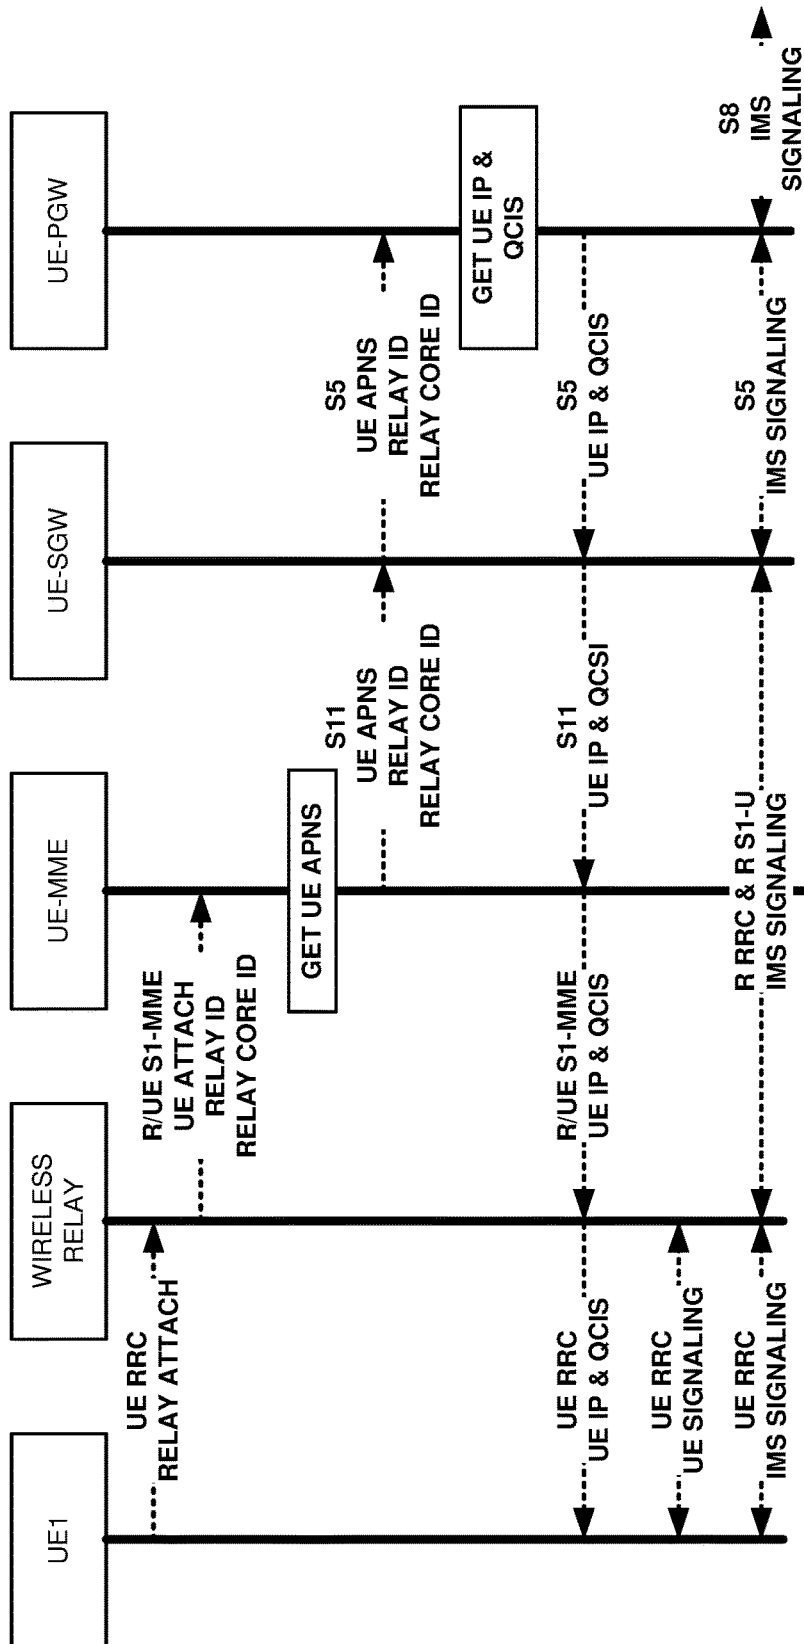 UE1
WIRELESS
RELAY
UE-MME
UE-SGW
UE-PGW
UE RRC
RELAY ATTACH
R/UE S1-MME
UE ATTACH
RELAY ID
RELAY CORE ID
GET UE APNS
S11
UE APNS
RELAY ID
RELAY CORE ID
S5
UE APNS
RELAY ID
RELAY CORE ID
GET UE IP &
QCIS
UE RRC
UE IP & QCIS
R/UE S1-MME
UE IP & QCIS
S11
UE IP & QCSI
S5
UE IP & QCIS
UE RRC
UE SIGNALING
UE RRC
IMS SIGNALING
R RRC & R S1-U
IMS SIGNALING
S5
IMS SIGNALING
S8
IMS
SIGNALING